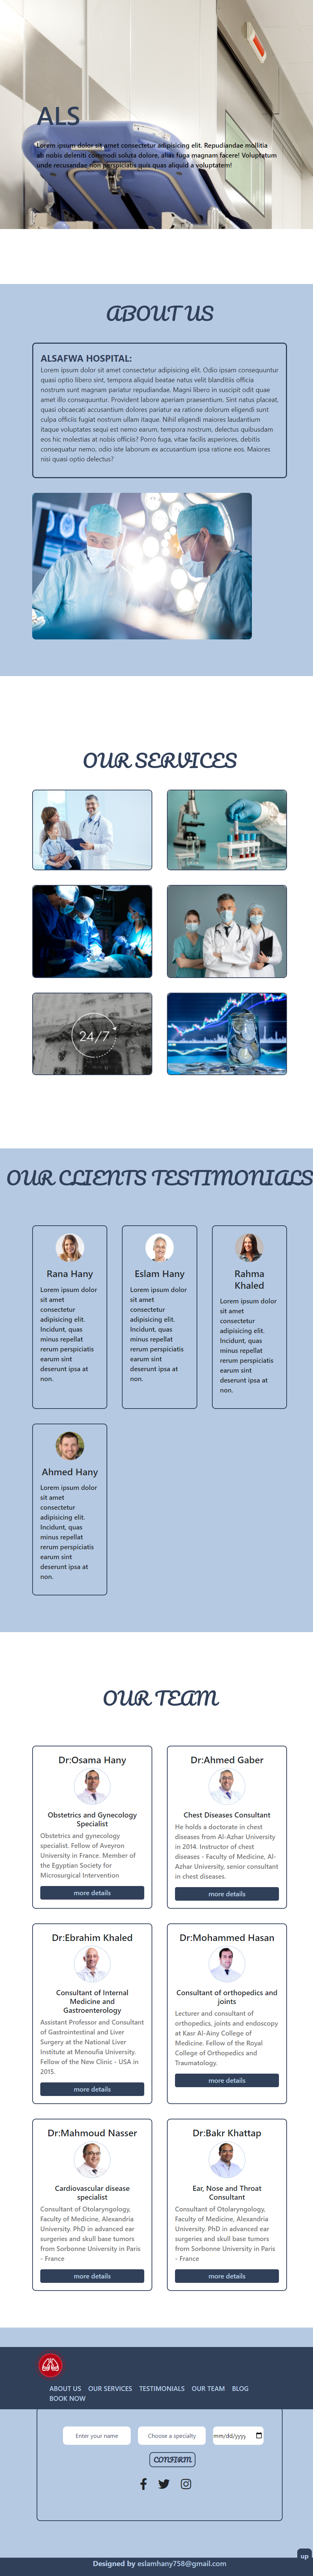 ALS
Lorem ipsum dolor sit amet consectetur adipisicing elit. Repudiandae mollitia
ab nobis deleniti commodi soluta dolore, alias fuga magnam facere! Voluptatum
unde recusandae non perspiciatis quis quas aliquid a voluptatem!
ABOUT US
ALSAFWA HOSPITAL:
Lorem ipsum dolor sit amet consectetur adipisicing elit. Odio ipsam consequuntur
quasi optio libero sint, tempora aliquid beatae natus velit blanditiis officia
nostrum sunt magnam pariatur repudiandae. Magni libero in suscipit odit quae
amet illo consequuntur. Provident labore aperiam praesentium. Sint natus placeat,
quasi obcaecati accusantium dolores pariatur ea ratione dolorum eligendi sunt
culpa officiis fugiat nostrum ullam itaque. Nihil eligendi maiores laudantium
itaque voluptates sequi est nemo earum, tempora nostrum, delectus quibusdam
eos hic molestias at nobis officiis? Porro fuga, vitae facilis asperiores, debitis
consequatur nemo, odio iste laborum ex accusantium ipsa ratione eos. Maiores
nisi quasi optio delectus?
OUR SERVICES
24/7
OUR CLIENTS TESTIMONIALS
Rana Hany
Lorem ipsum dolor
sit amet
consectetur
adipisicing elit.
Incidunt, quas
minus repellat
rerum perspiciatis
earum sint
deserunt ipsa at
non.
Eslam Hany
Lorem ipsum dolor
sit amet
consectetur
adipisicing elit.
Incidunt, quas
minus repellat
rerum perspiciatis
earum sint
deserunt ipsa at
non.
Rahma
Khaled
Lorem ipsum dolor
sit amet
consectetur
adipisicing elit.
Incidunt, quas
minus repellat
rerum perspiciatis
earum sint
deserunt ipsa at
non.
Ahmed Hany
Lorem ipsum dolor
sit amet
consectetur
adipisicing elit.
Incidunt, quas
minus repellat
rerum perspiciatis
earum sint
deserunt ipsa at
non.
OUR TEAM
Dr:Osama Hany
Obstetrics and Gynecology
Specialist
Obstetrics and gynecology
specialist. Fellow of Aveyron
University in France. Member of
the Egyptian Society for
Microsurgical Intervention
more details
Dr:Ahmed Gaber
Chest Diseases Consultant
He holds a doctorate in chest
diseases from Al-Azhar University
in 2014. Instructor of chest
diseases - Faculty of Medicine, Al-
Azhar University, senior consultant
in chest diseases.
more details
Dr:Ebrahim Khaled
Consultant of Internal
Medicine and
Gastroenterology
Assistant Professor and Consultant
of Gastrointestinal and Liver
Surgery at the National Liver
Institute at Menoufia University.
Fellow of the New Clinic - USA in
2015.
more details
Dr:Mohammed Hasan
Consultant of orthopedics and
joints
Lecturer and consultant of
orthopedics, joints and endoscopy
at Kasr Al-Ainy College of
Medicine. Fellow of the Royal
College of Orthopedics and
Traumatology.
more details
Dr:Mahmoud Nasser
Cardiovascular disease
specialist
Consultant of Otolaryngology,
Faculty of Medicine, Alexandria
University. PhD in advanced ear
surgeries and skull base tumors
from Sorbonne University in Paris
- France
more details
Dr:Bakr Khattap
Ear, Nose and Throat
Consultant
Consultant of Otolaryngology,
Faculty of Medicine, Alexandria
University. PhD in advanced ear
surgeries and skull base tumors
from Sorbonne University in Paris
- France
more details
ABOUT US OUR SERVICES TESTIMONIALS OUR TEAM BLOG
BOOK NOW
Enter your name Choose a specialty mm/dd/yyyy
CONFIRM
up
Designed by eslamhany758@gmail.com